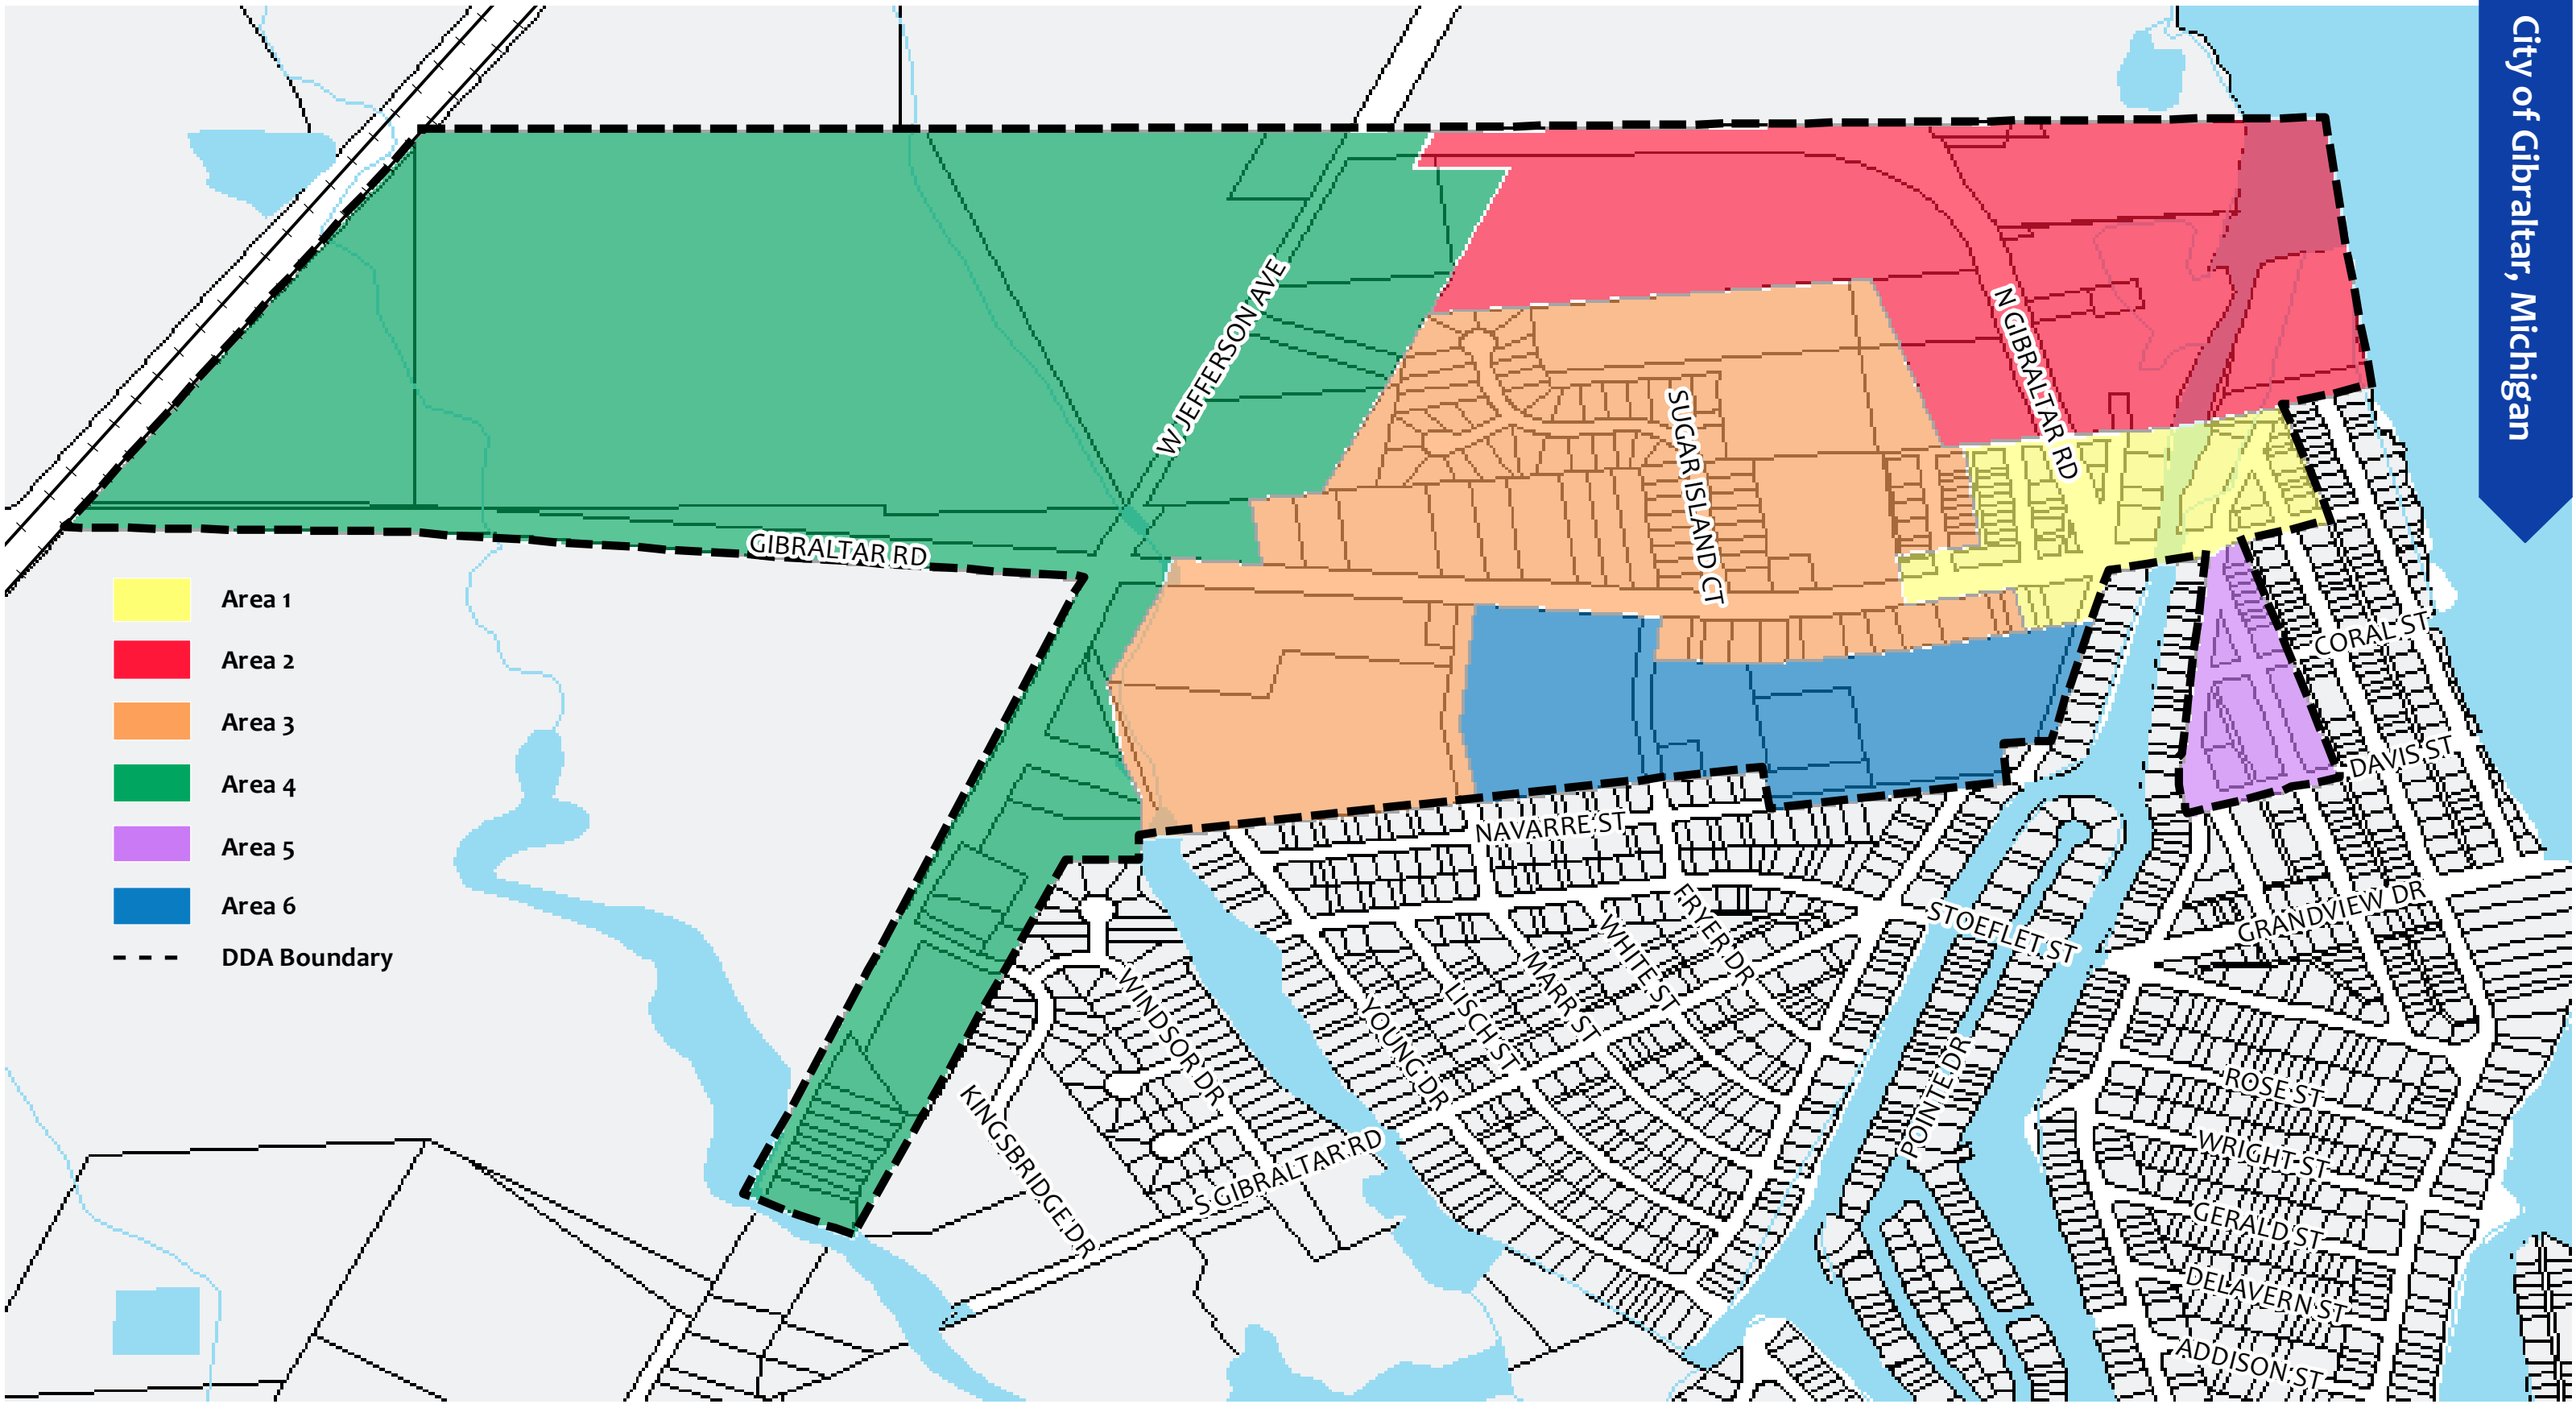 City of Gibraltar, Michigan
W JEFFERSON AVE
N GIBRALTAR RD
SUGAR ISLAND CT
GIBRALTAR RD
Area 1
Area 2
Area 3
Area 4
Area 5
Area 6
DDA Boundary
CORAL ST
DAVIS ST
NAVARRE ST
GRANDVIEW DR
STOEFLET ST
FRYER DR
WHITE ST
MARR ST
LISCH ST
YOUNG DR
WINDSOR DR
KINGSBRIDGE DR
S GIBRALTAR RD
POINTE DR
ROSE ST
WRIGHT ST
GERALD ST
DELAVERN ST
ADDISON ST